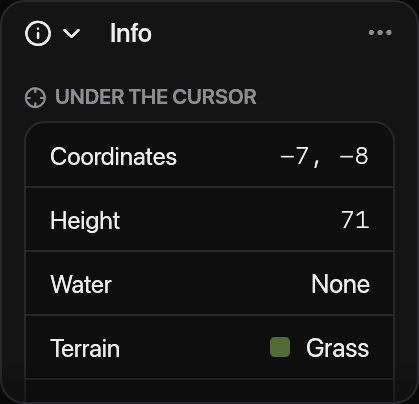 Info
UNDER THE CURSOR
Coordinates −7, −8
Height 71
Water None
Terrain Grass